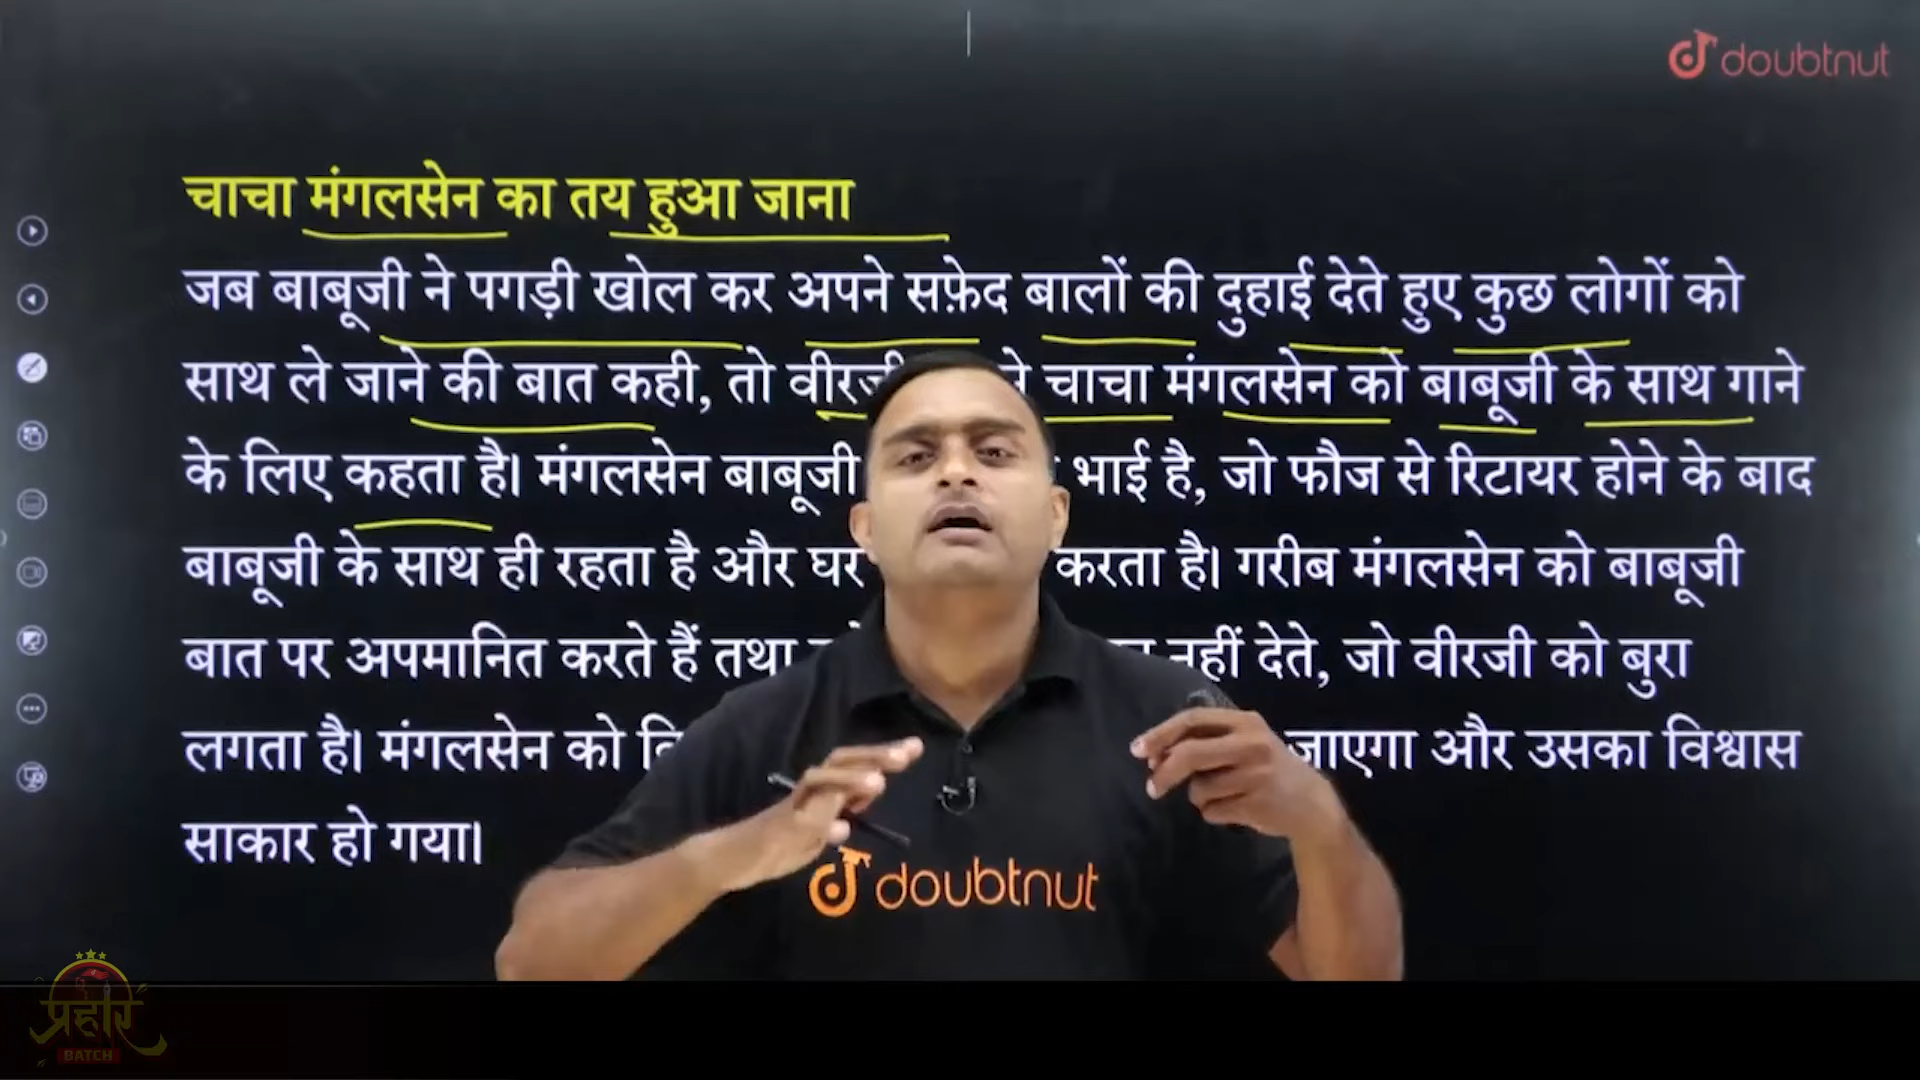 doubtnut
चाचा मंगलसेन का तय हुआ जाना
जब बाबूजी ने पगड़ी खोल कर अपने सफ़ेद बालों की दुहाई देते हुए कुछ लोगों को
साथ ले जाने की बात कही, तो चाचा मंगलसेन को बाबूजी के साथ गाने
के लिए कहता है। मंगलसेन बाबूजी भाई है, जो फौज से रिटायर होने के बाद
बाबूजी के साथ ही रहता है और घर करता है। गरीब मंगलसेन को बाबूजी
बात पर अपमानित करते हैं तथा नहीं देते, जो वीरजी को बुरा
लगता है। मंगलसेन को जाएगा और उसका विश्वास
साकार हो गया।
doubtnut
प्रहार
BATCH